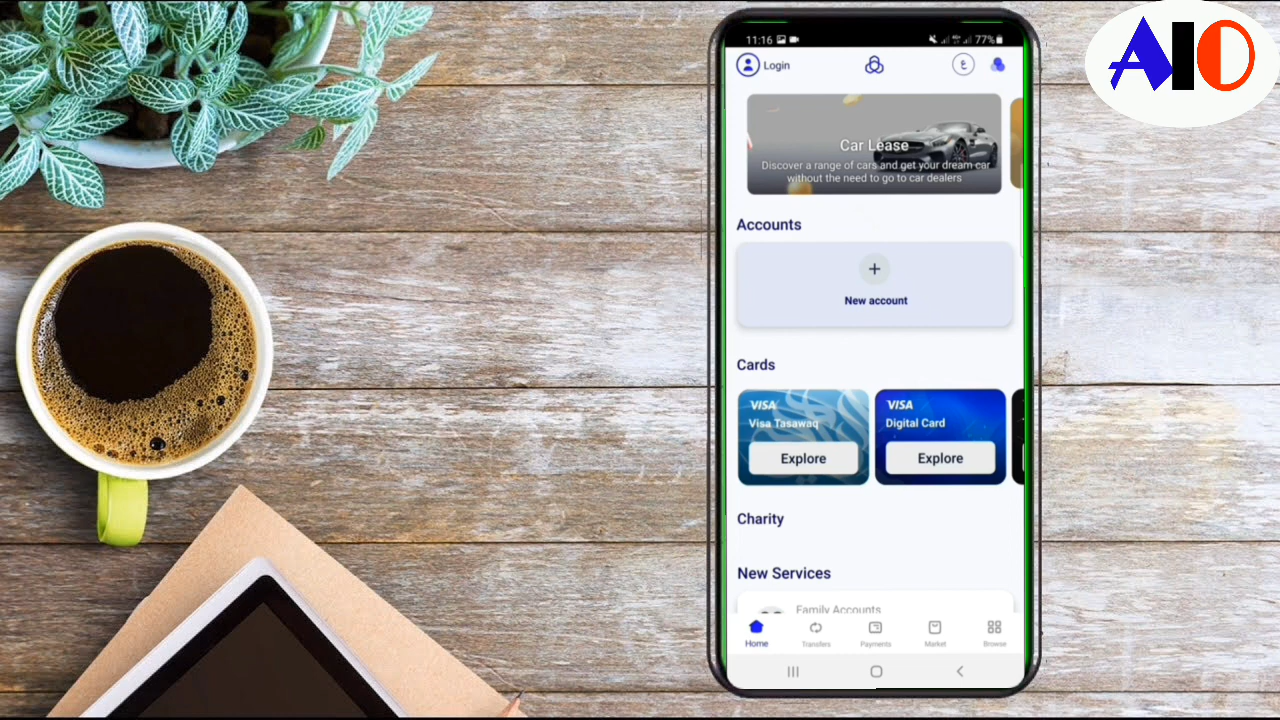 AIO
11:16
77%
Login
ع
Car Lease
Discover a range of cars and get your dream car
without the need to go to car dealers
Accounts
+
New account
Cards
VISA
Visa Tasawaq
Explore
VISA
Digital Card
Explore
Charity
New Services
Family Accounts
Home
Transfers
Payments
Market
Browse